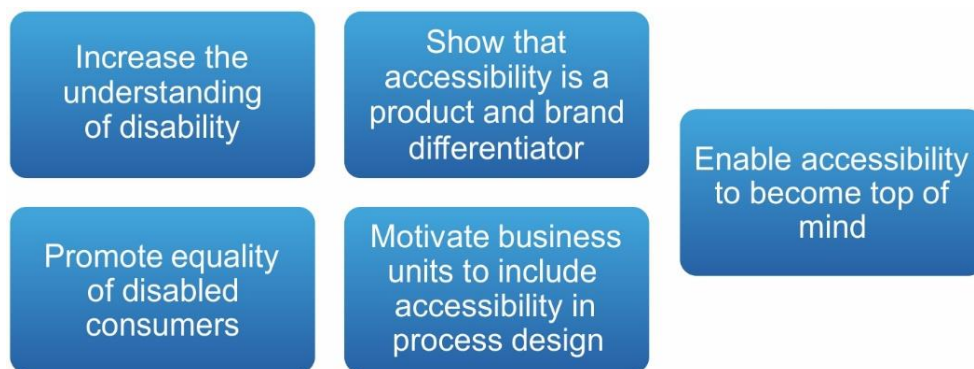 Increase the
understanding
of disability
Show that
accessibility is a
product and brand
differentiator
Promote equality
of disabled
consumers
Motivate business
units to include
accessibility in
process design
Enable accessibility
to become top of
mind